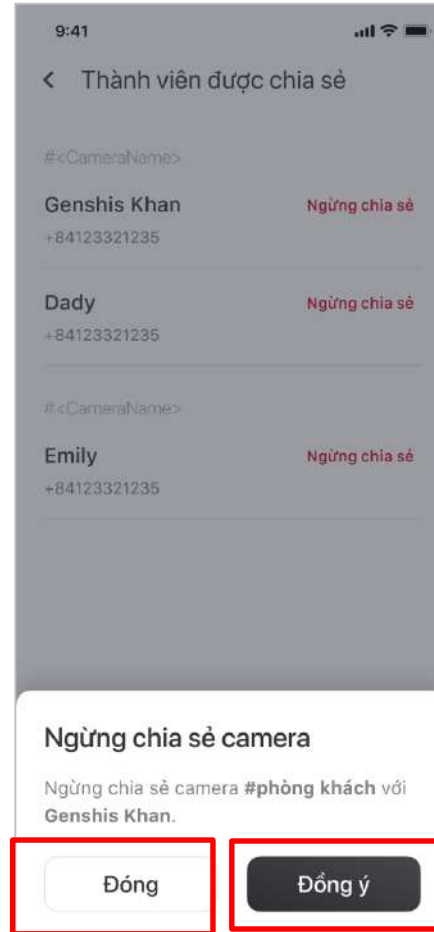 9:41
Thành viên được chia sẻ
#<CameraName>
Genshis Khan Ngừng chia sẻ
+84123321235
Dady Ngừng chia sẻ
+84123321235
#<CameraName>
Emily Ngừng chia sẻ
+84123321235
Ngừng chia sẻ camera
Ngừng chia sẻ camera #phòng khách với
Genshis Khan.
Đóng Đồng ý